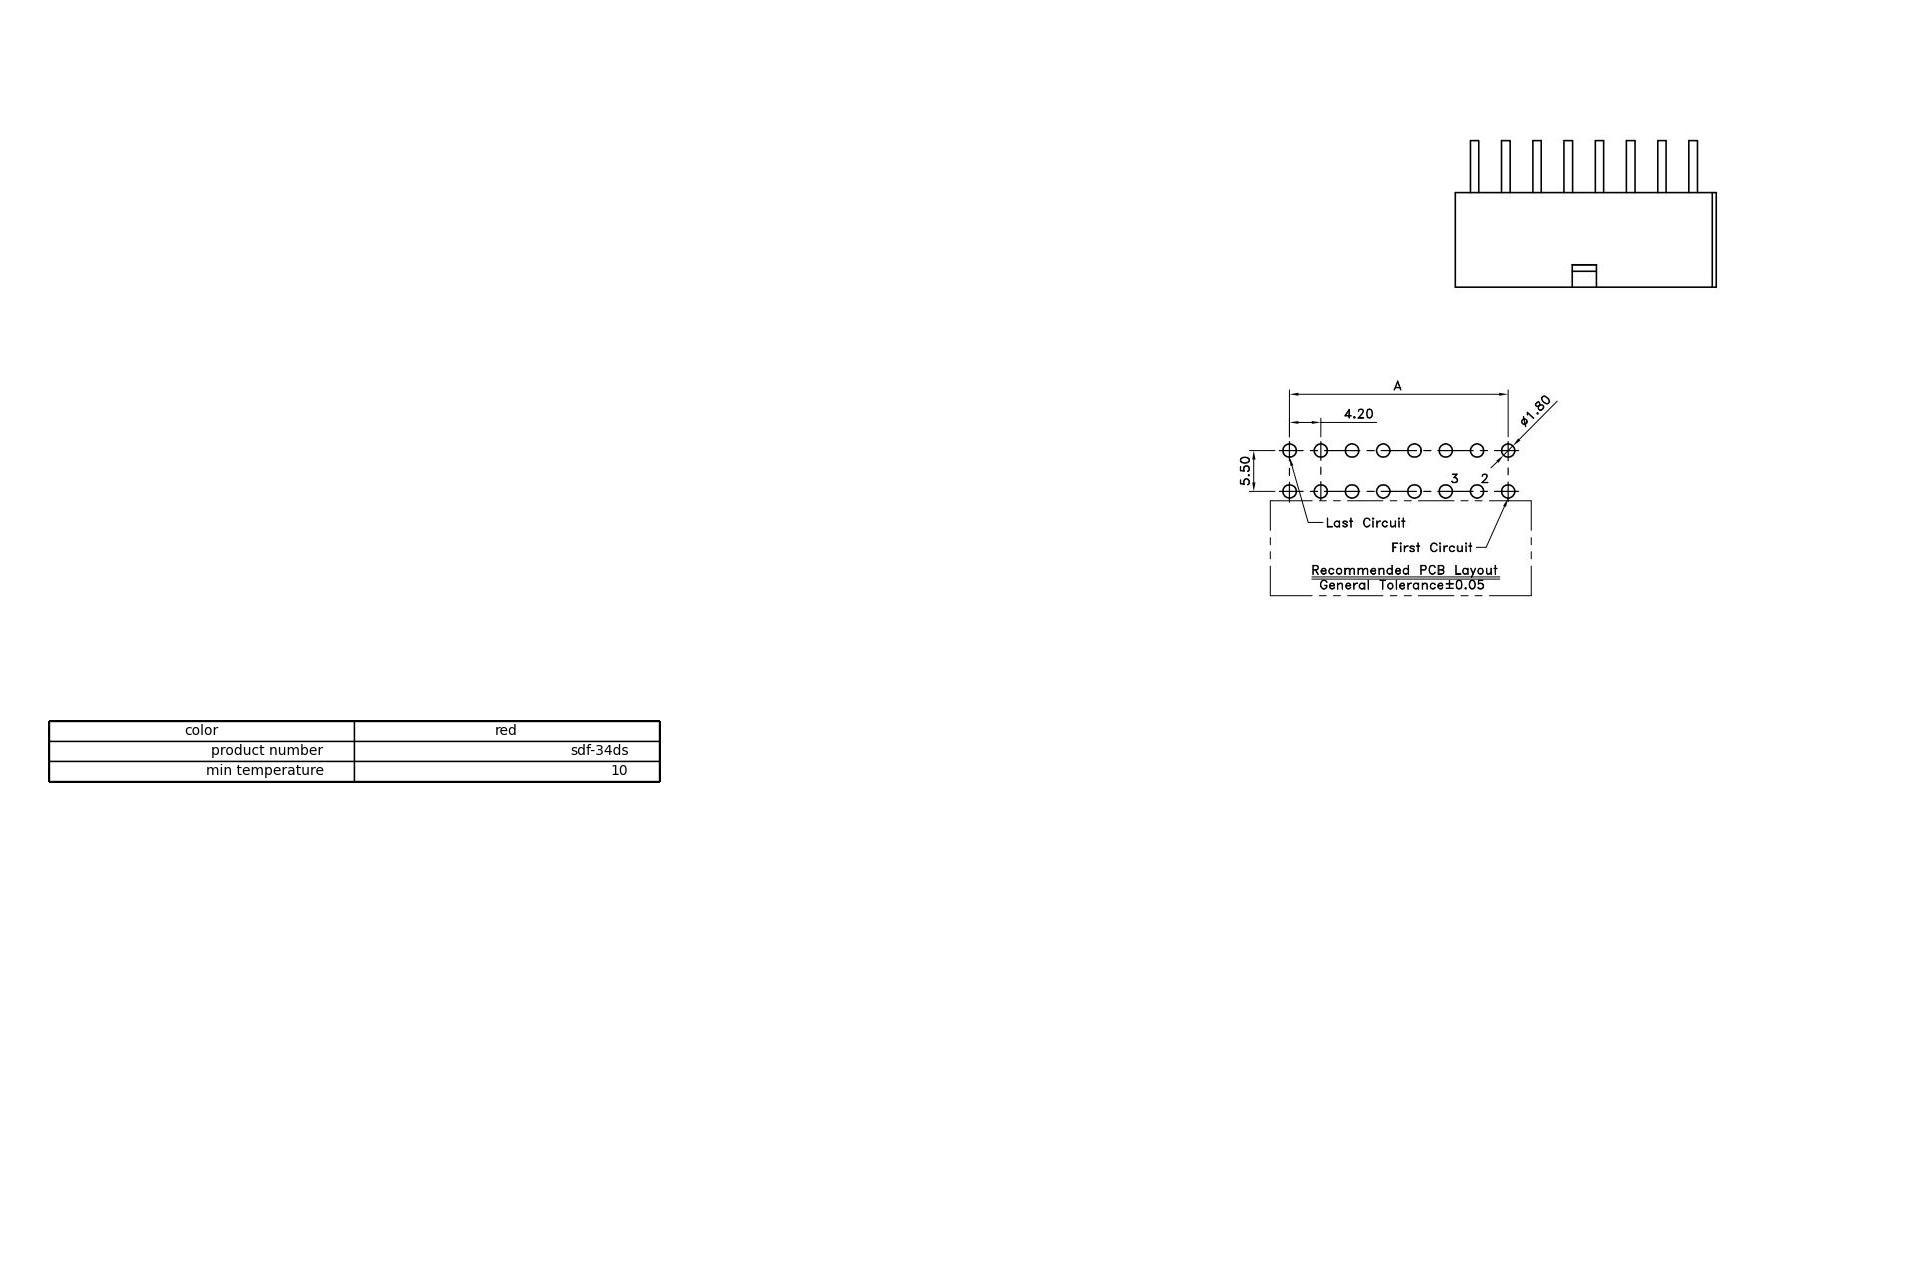 A
4.20
ø1.80
5.50
3 2
Last Circuit
First Circuit
Recommended PCB Layout
General Tolerance±0.05
color red
product number sdf-34ds
min temperature 10